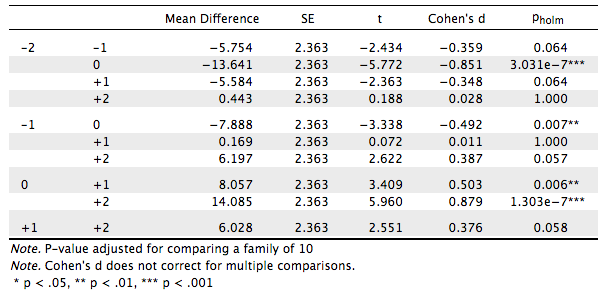 Mean Difference SE t Cohen's d pholm
−2 −1 −5.754 2.363 −2.434 −0.359 0.064
0 −13.641 2.363 −5.772 −0.851 3.031e-7***
+1 −5.584 2.363 −2.363 −0.348 0.064
+2 0.443 2.363 0.188 0.028 1.000
−1 0 −7.888 2.363 −3.338 −0.492 0.007**
+1 0.169 2.363 0.072 0.011 1.000
+2 6.197 2.363 2.622 0.387 0.057
0 +1 8.057 2.363 3.409 0.503 0.006**
+2 14.085 2.363 5.960 0.879 1.303e-7***
+1 +2 6.028 2.363 2.551 0.376 0.058
Note. P-value adjusted for comparing a family of 10
Note. Cohen's d does not correct for multiple comparisons.
* p < .05, ** p < .01, *** p < .001